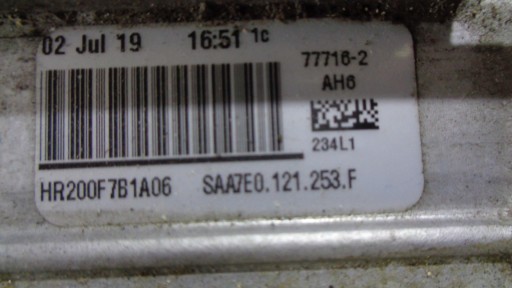 02 Jul 19 16:51 1c
77716-2
AH6
234L1
HR200F7B1A06 SAA7E0.121.253.F